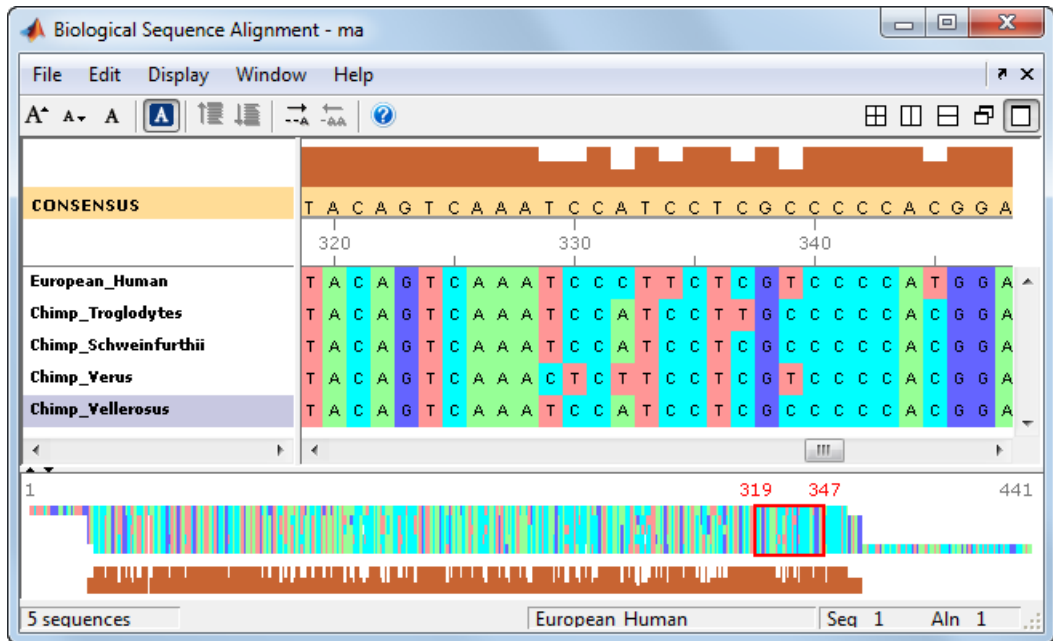 Biological Sequence Alignment - ma
File Edit Display Window Help
A A A A --A -AA ?
CONSENSUS T A C A G T C A A A T C C A T C C T C G C C C C C A C G G A
320 330 340
European_Human T A C A G T C A A A T C C C T T C T C G T C C C C A T G G A
Chimp_Troglodytes T A C A G T C A A A T C C A T C C T T G C C C C C A C G G A
Chimp_Schweinfurthii T A C A G T C A A A T C C A T C C T C G C C C C C A C G G A
Chimp_Verus T A C A G T C A A A C T C T T C C T C G T C C C C A C G G A
Chimp_Vellerosus T A C A G T C A A A T C C A T C C T C G C C C C C A C G G A
1 319 347 441
5 sequences European Human Seq 1 Aln 1